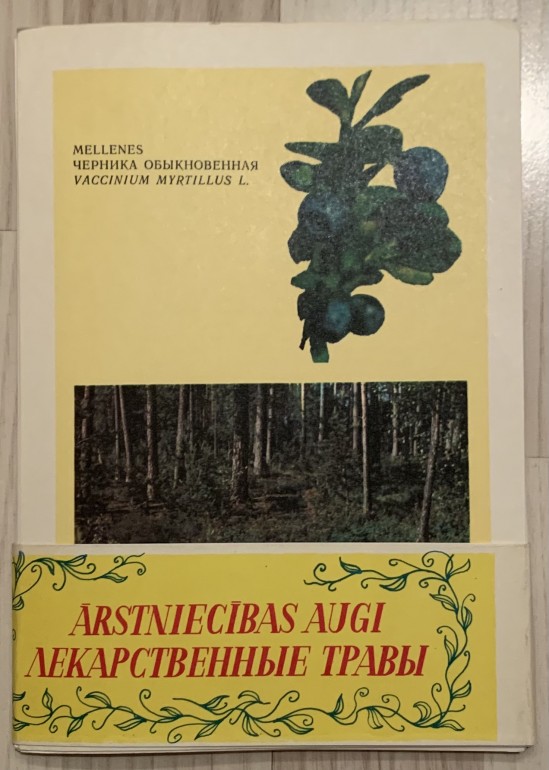 MELLENES
ЧЕРНИКА ОБЫКНОВЕННАЯ
VACCINIUM MYRTILLUS L.
ĀRSTNIECĪBAS AUGI
ЛЕКАРСТВЕННЫЕ ТРАВЫ